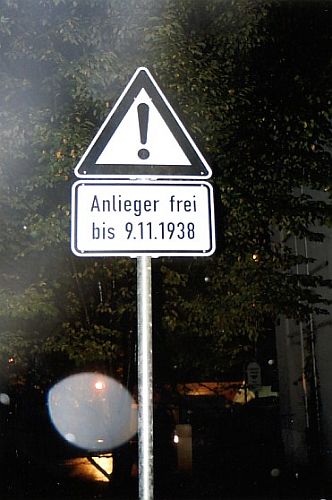 !
Anlieger frei
bis 9.11.1938